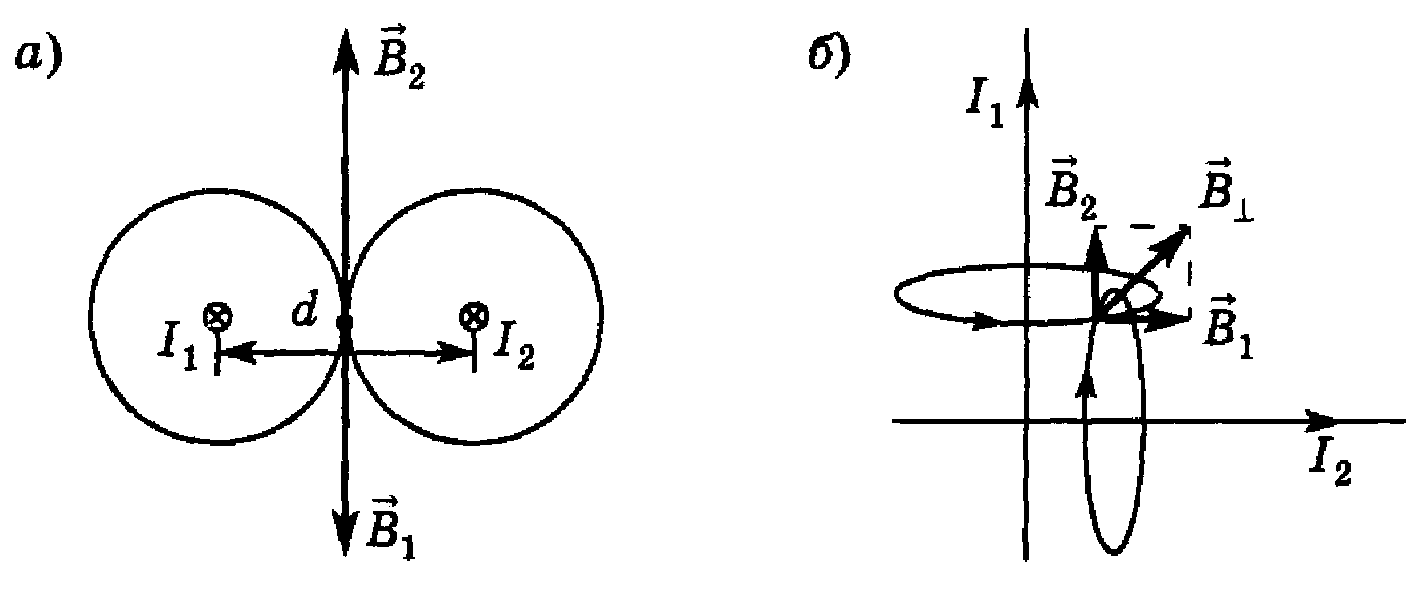 а)
B⃗₂
d
I₁
I₂
B⃗₁
б)
I₁
B⃗₂
B⃗⊥
B⃗₁
I₂